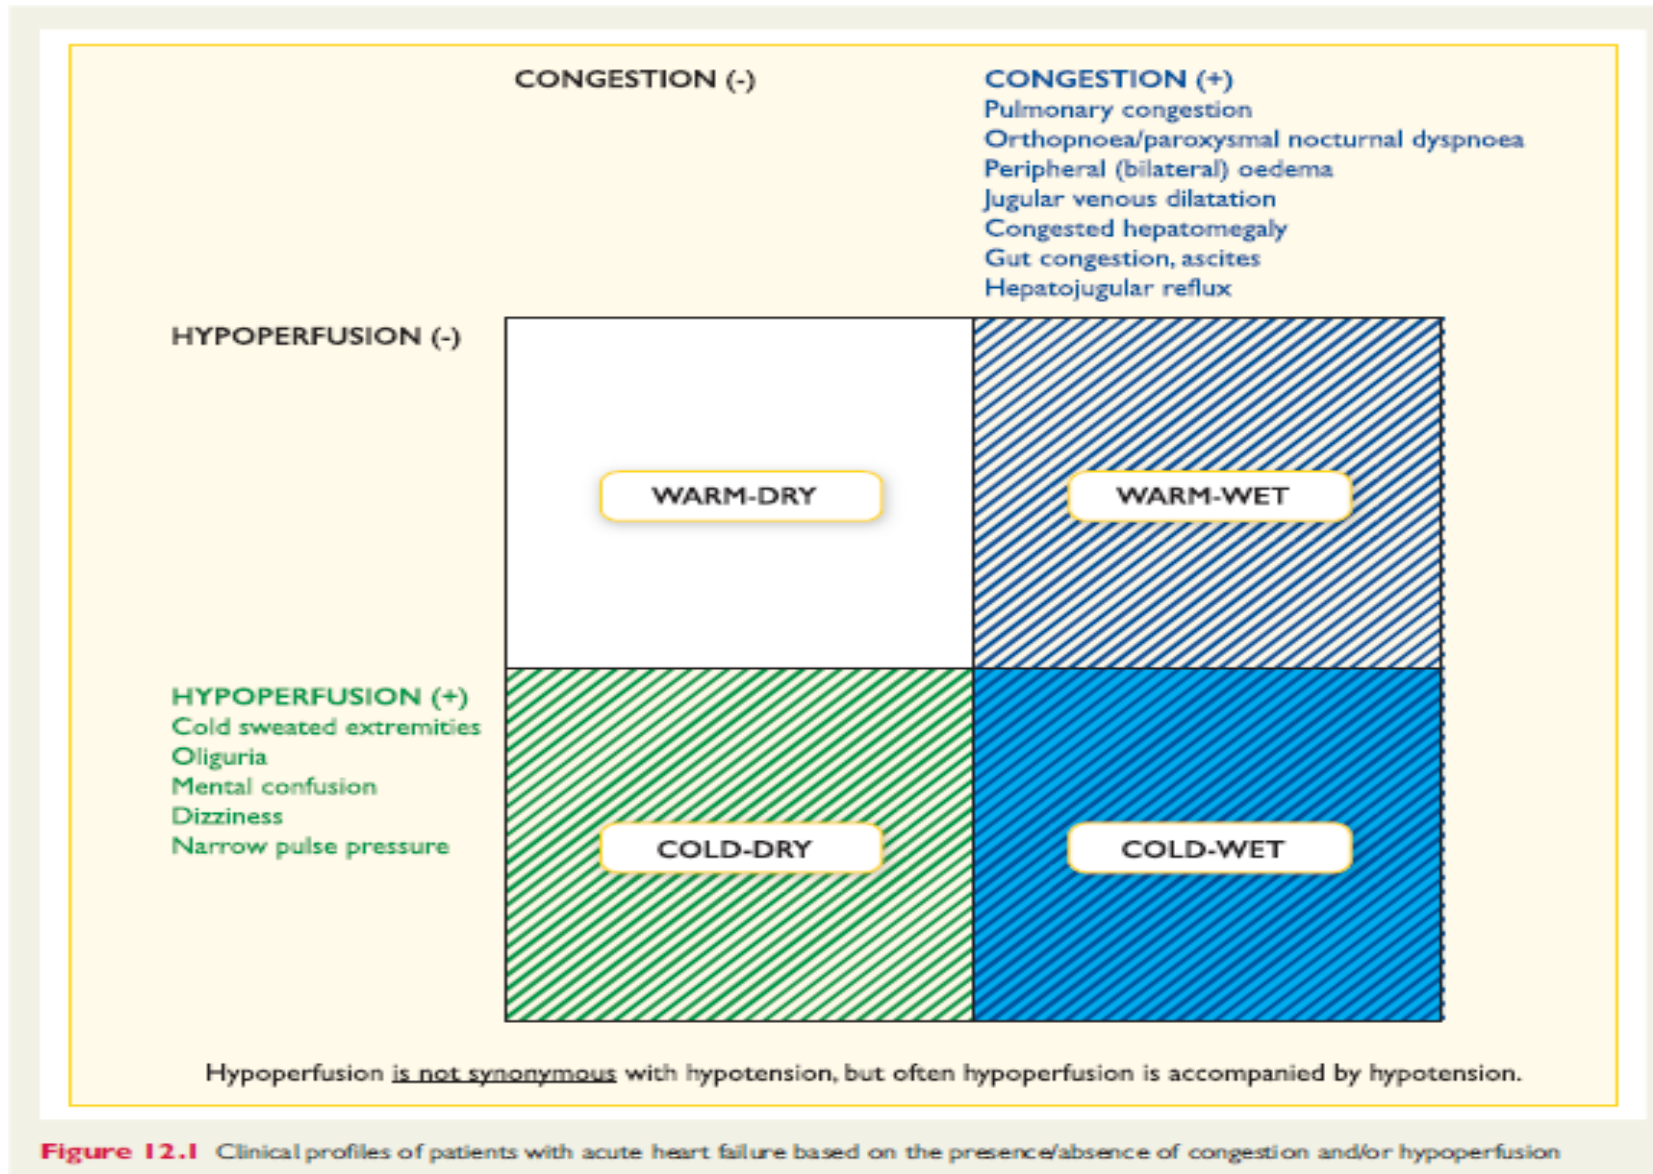 CONGESTION (-)
CONGESTION (+)
Pulmonary congestion
Orthopnoea/paroxysmal nocturnal dyspnoea
Peripheral (bilateral) oedema
Jugular venous dilatation
Congested hepatomegaly
Gut congestion, ascites
Hepatojugular reflux
HYPOPERFUSION (-)
WARM-DRY
WARM-WET
HYPOPERFUSION (+)
Cold sweated extremities
Oliguria
Mental confusion
Dizziness
Narrow pulse pressure
COLD-DRY
COLD-WET
Hypoperfusion is not synonymous with hypotension, but often hypoperfusion is accompanied by hypotension.
Figure 12.1 Clinical profiles of patients with acute heart failure based on the presence/absence of congestion and/or hypoperfusion